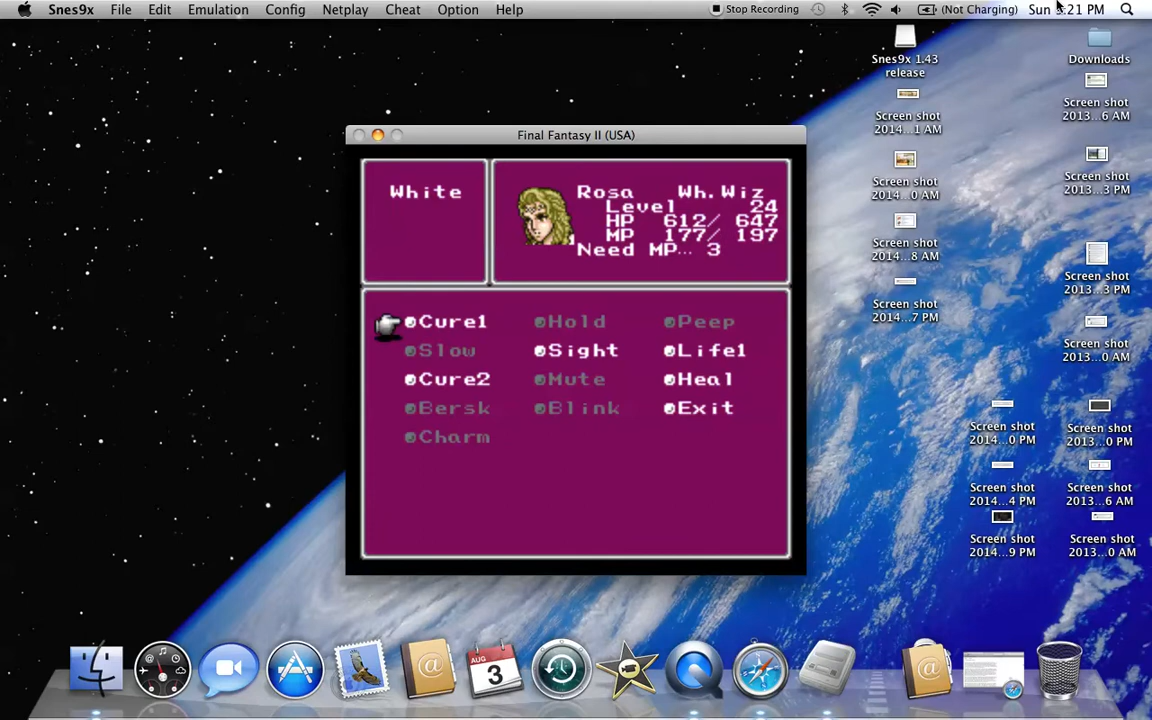 Snes9x File Edit Emulation Config Netplay Cheat Option Help Stop Recording (Not Charging) Sun :21 PM
Snes9x 1.43
release
Downloads
Screen shot
2014...1 AM
Screen shot
2013...6 AM
Screen shot
2014...0 AM
Screen shot
2013...3 PM
Screen shot
2014...8 AM
Screen shot
2013...3 PM
Screen shot
2014...7 PM
Screen shot
2013...0 AM
Screen shot
2014...0 PM
Screen shot
2013...0 PM
Screen shot
2014...4 PM
Screen shot
2013...6 AM
Screen shot
2014...9 PM
Screen shot
2013...0 AM
Final Fantasy II (USA)
White
Rosa Wh.Wiz
Level 24
HP 612/ 647
MP 177/ 197
Need MP… 3
Cure1 Hold Peep
Slow Sight Life1
Cure2 Mute Heal
Bersk Blink Exit
Charm
AUG
3